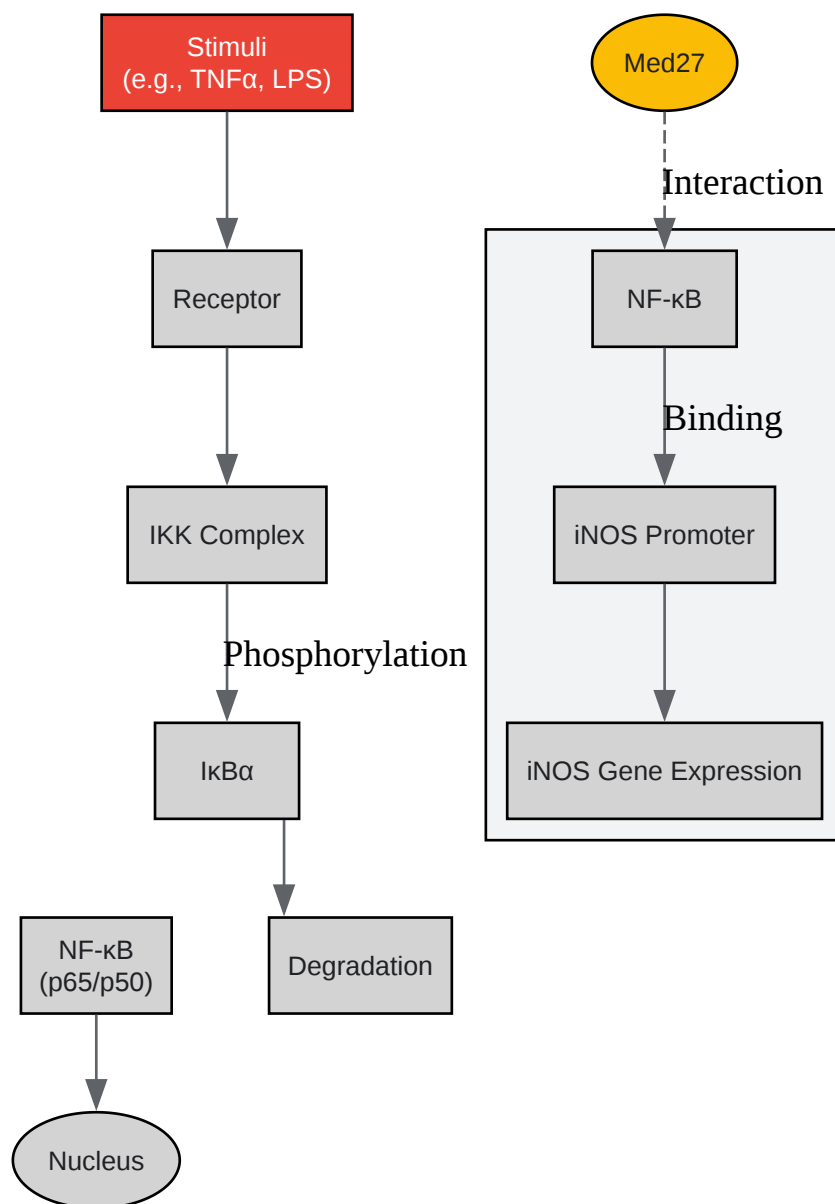 Stimuli
(e.g., TNFα, LPS)
Receptor
IKK Complex
Phosphorylation
IκBα
Degradation
NF-κB
(p65/p50)
Nucleus
Med27
Interaction
NF-κB
Binding
iNOS Promoter
iNOS Gene Expression